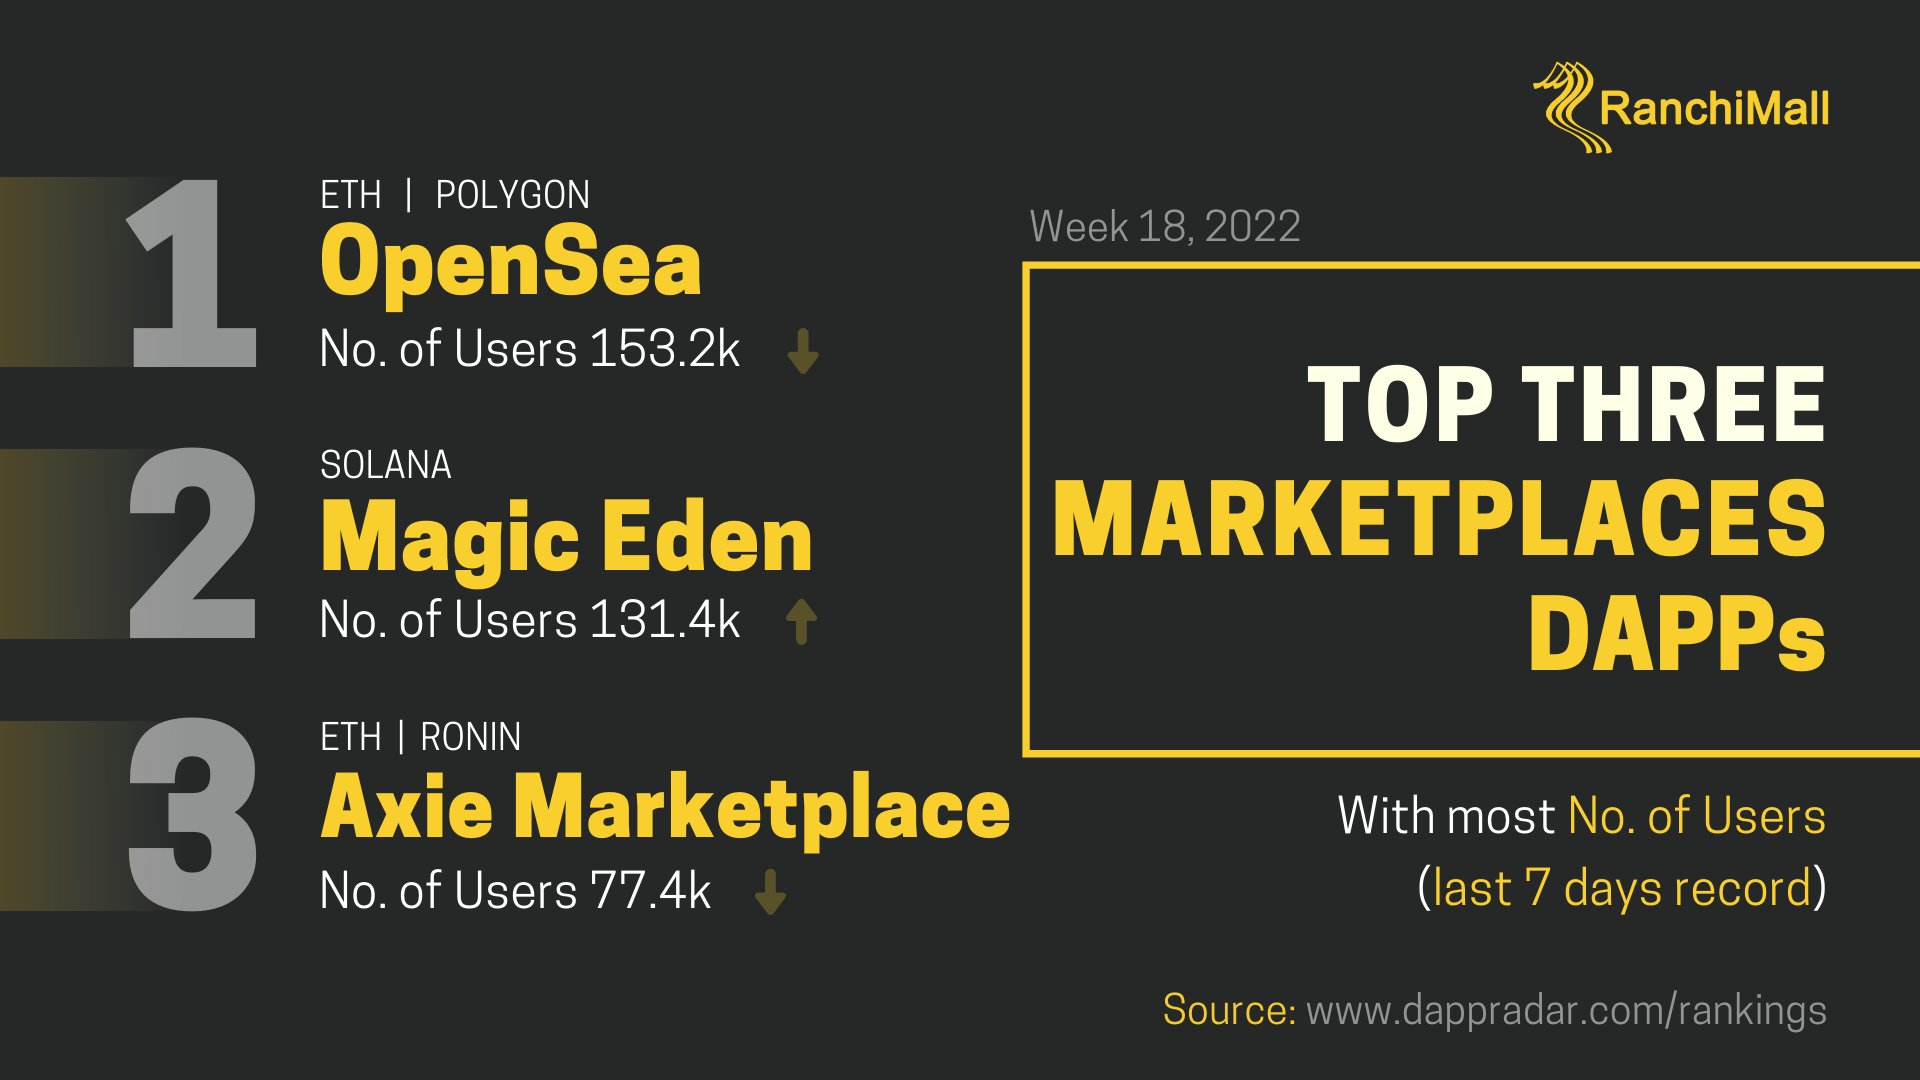 RanchiMall
1
ETH | POLYGON
OpenSea
No. of Users 153.2k
2
SOLANA
Magic Eden
No. of Users 131.4k
3
ETH | RONIN
Axie Marketplace
No. of Users 77.4k
Week 18, 2022
TOP THREE
MARKETPLACES
DAPPs
With most No. of Users
(last 7 days record)
Source: www.dappradar.com/rankings